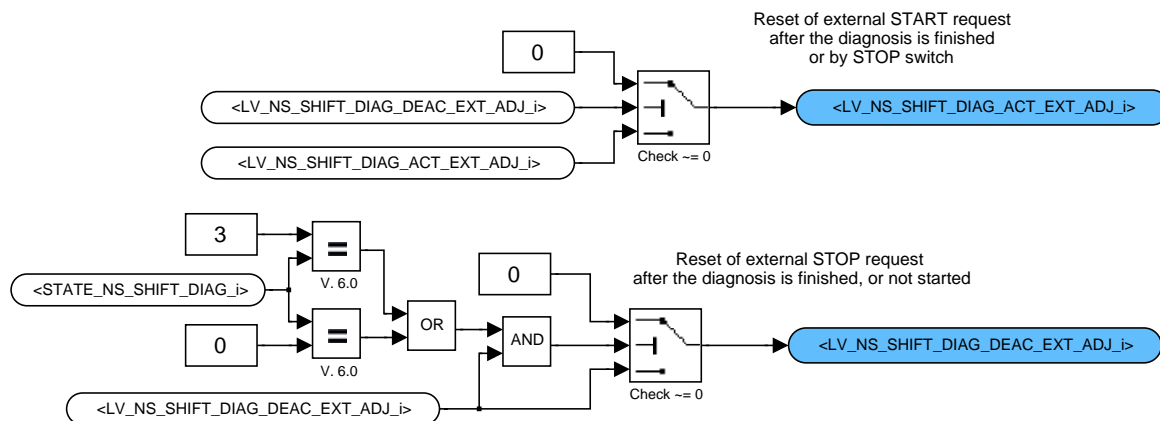 Reset of external START request
after the diagnosis is finished
or by STOP switch
0
<LV_NS_SHIFT_DIAG_DEAC_EXT_ADJ_i>
<LV_NS_SHIFT_DIAG_ACT_EXT_ADJ_i>
<LV_NS_SHIFT_DIAG_ACT_EXT_ADJ_i>
Check ~= 0
3
=
V. 6.0
Reset of external STOP request
after the diagnosis is finished, or not started
0
<STATE_NS_SHIFT_DIAG_i>
OR
AND
0
=
V. 6.0
<LV_NS_SHIFT_DIAG_DEAC_EXT_ADJ_i>
Check ~= 0
<LV_NS_SHIFT_DIAG_DEAC_EXT_ADJ_i>